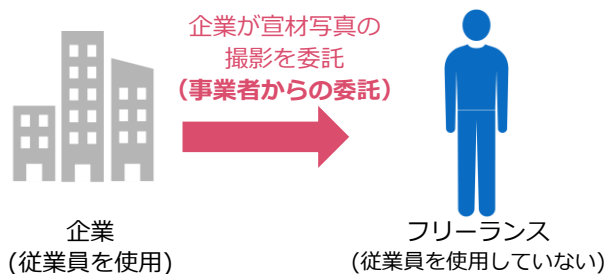 企業が宣材写真の
撮影を委託
（事業者からの委託）
企業
(従業員を使用)
フリーランス
(従業員を使用していない)